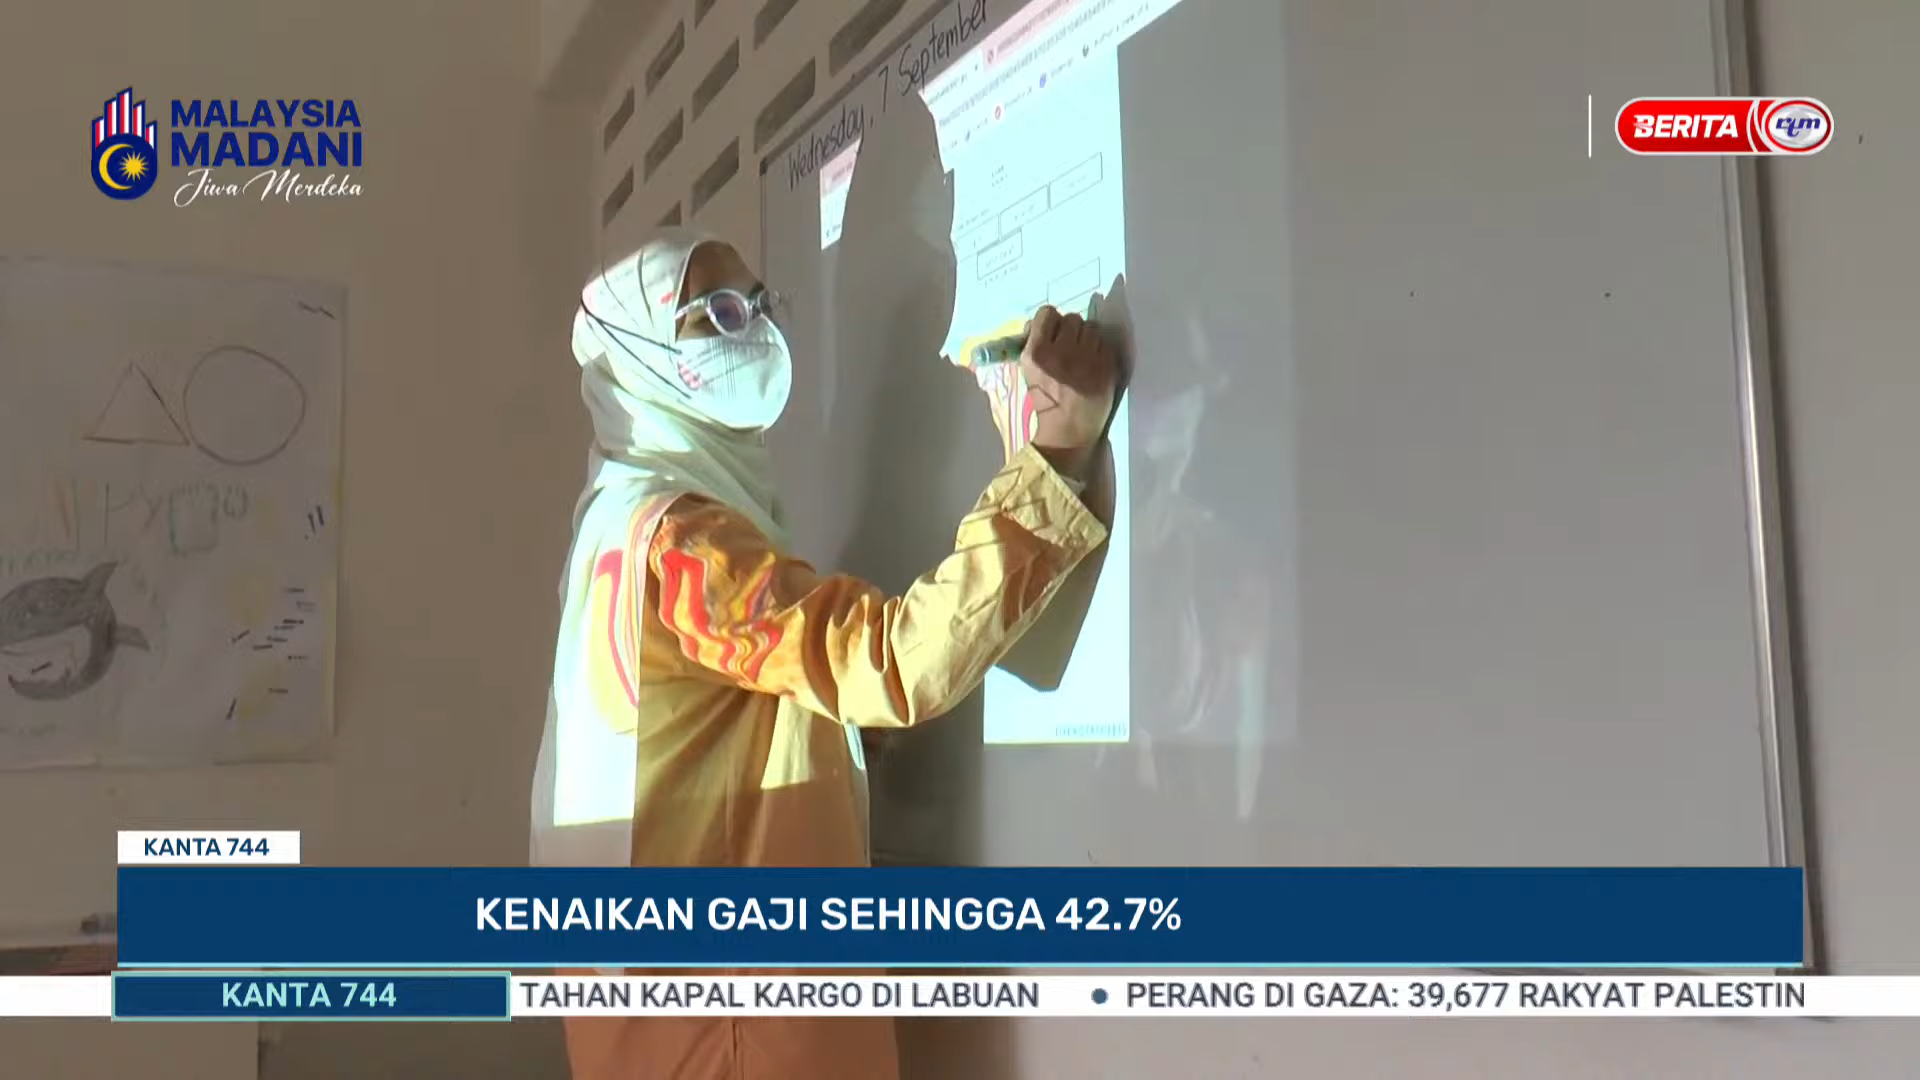 Wednesday, 7 September
MALAYSIA
MADANI
Jiwa Merdeka
BERITA rtm
KANTA 744
KENAIKAN GAJI SEHINGGA 42.7%
KANTA 744
TAHAN KAPAL KARGO DI LABUAN • PERANG DI GAZA: 39,677 RAKYAT PALESTIN